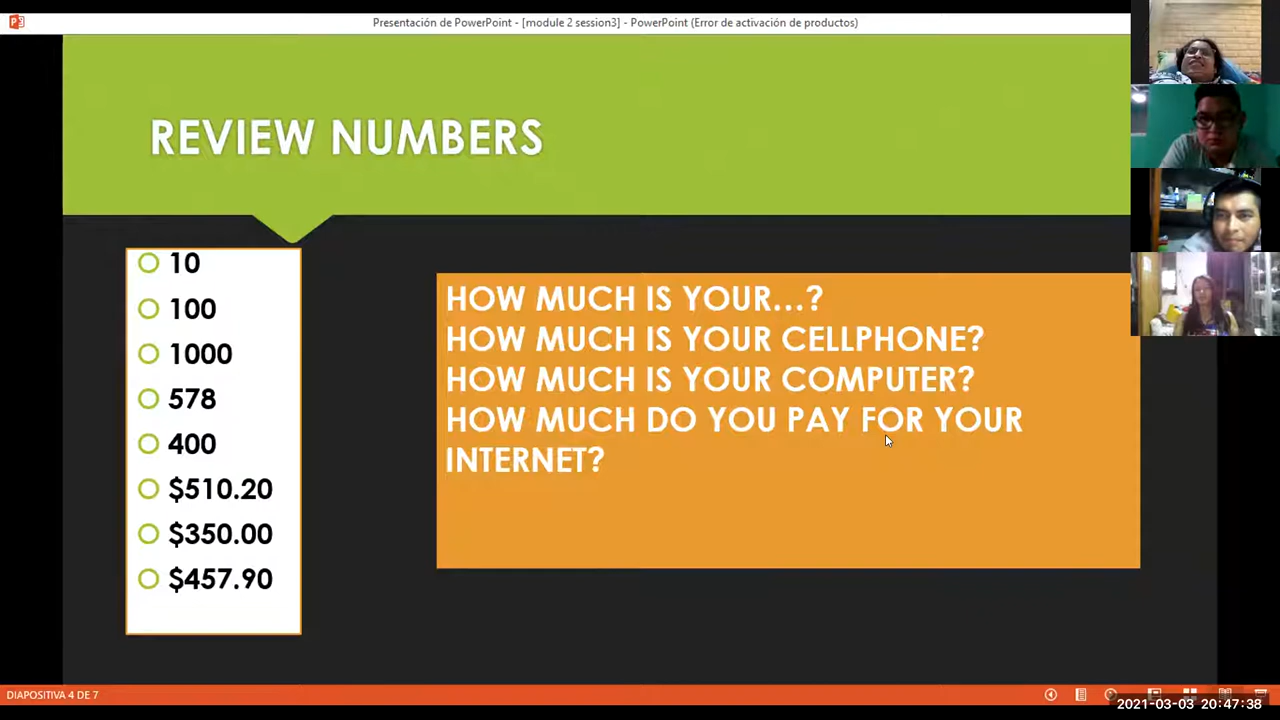 Presentación de PowerPoint - [module 2 session3] - PowerPoint (Error de activación de productos)
REVIEW NUMBERS
10
100
1000
578
400
$510.20
$350.00
$457.90
HOW MUCH IS YOUR...?
HOW MUCH IS YOUR CELLPHONE?
HOW MUCH IS YOUR COMPUTER?
HOW MUCH DO YOU PAY FOR YOUR
INTERNET?
DIAPOSITIVA 4 DE 7
2021-03-03 20:47:38